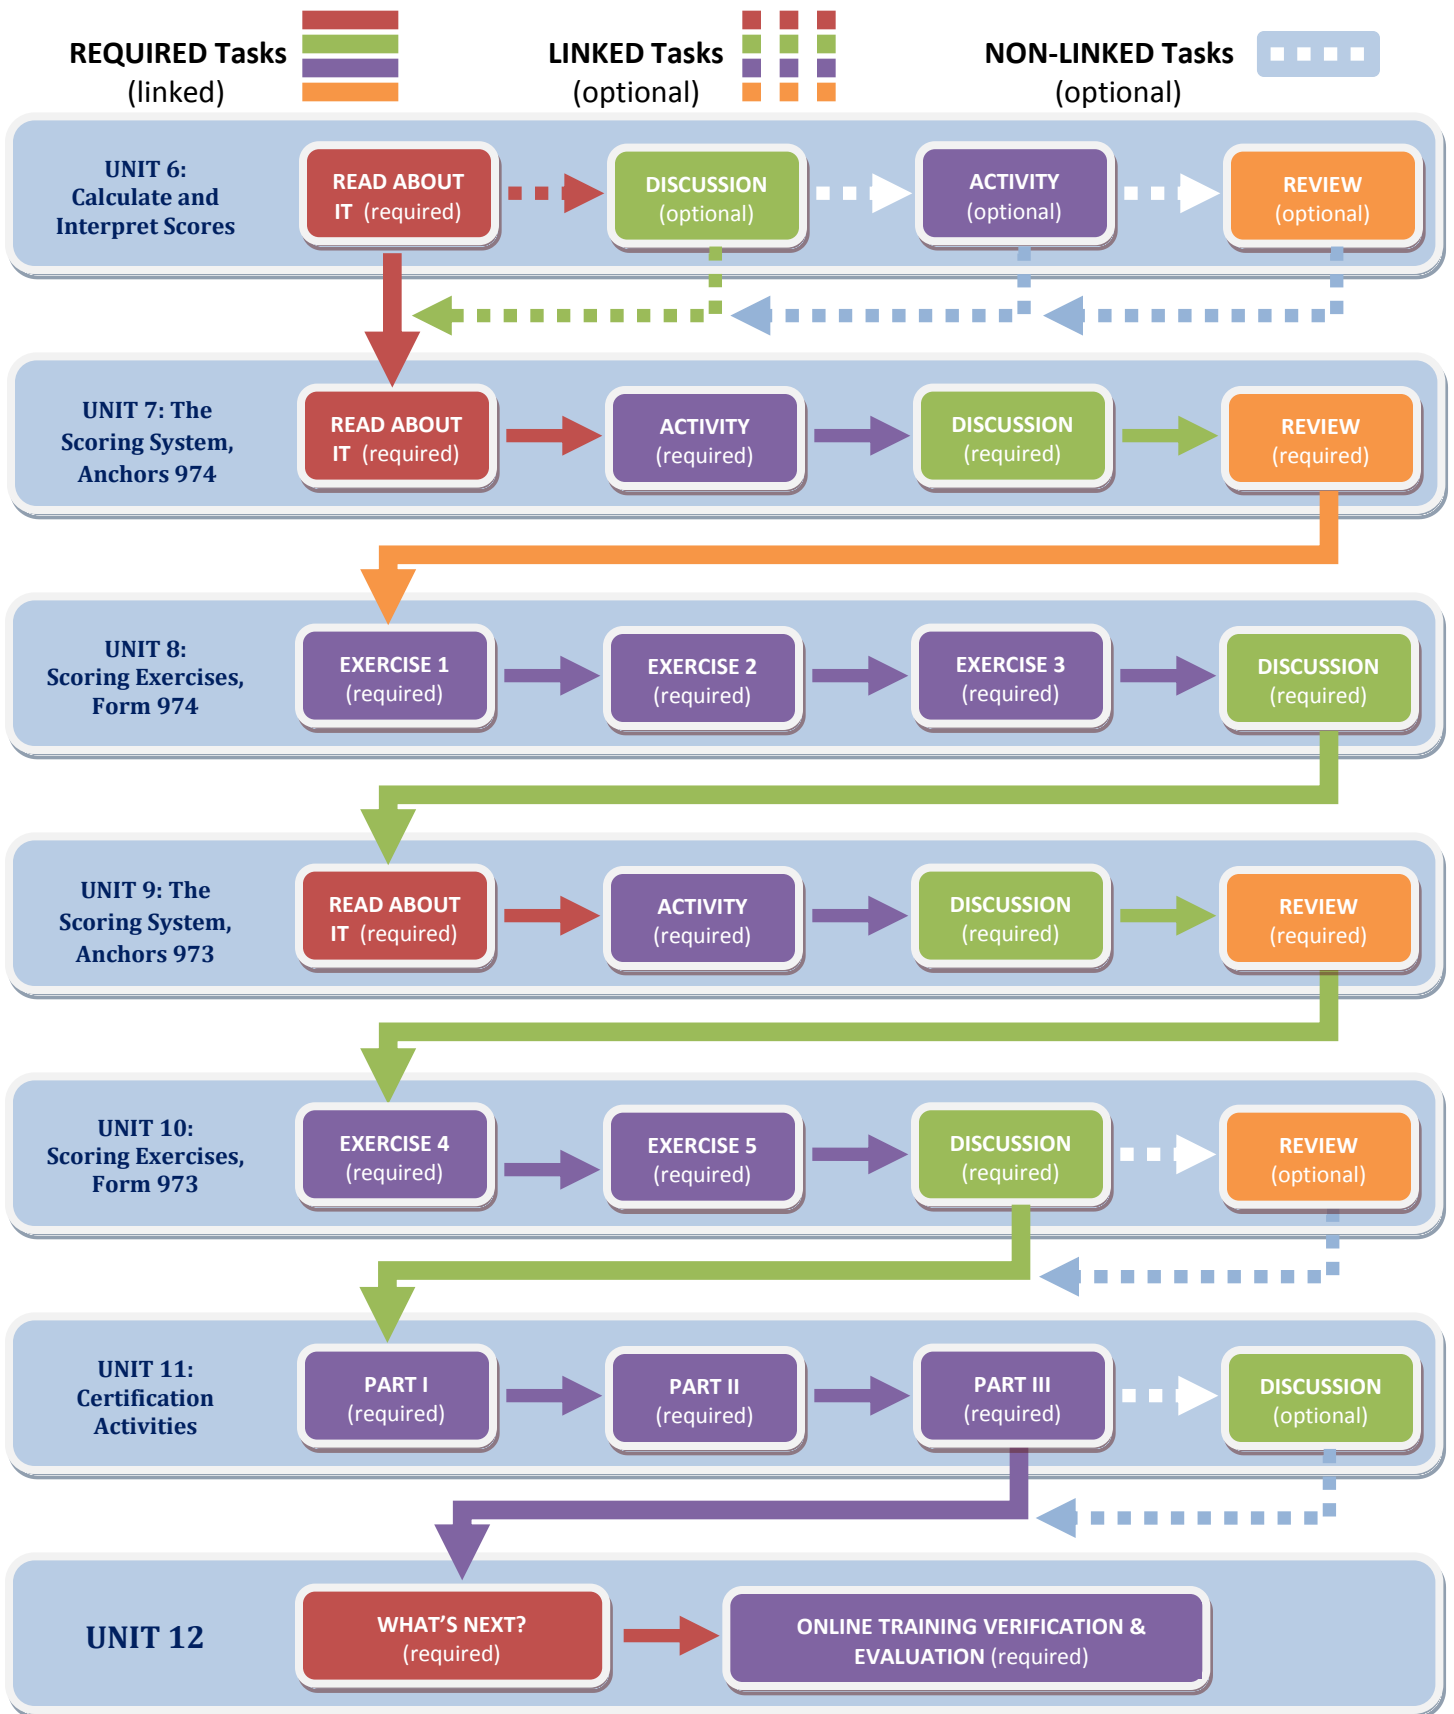 REQUIRED Tasks
(linked)
LINKED Tasks
(optional)
NON-LINKED Tasks
(optional)
UNIT 6:
Calculate and
Interpret Scores
READ ABOUT
IT (required)
DISCUSSION
(optional)
ACTIVITY
(optional)
REVIEW
(optional)
UNIT 7: The
Scoring System,
Anchors 974
READ ABOUT
IT (required)
ACTIVITY
(required)
DISCUSSION
(required)
REVIEW
(required)
UNIT 8:
Scoring Exercises,
Form 974
EXERCISE 1
(required)
EXERCISE 2
(required)
EXERCISE 3
(required)
DISCUSSION
(required)
UNIT 9: The
Scoring System,
Anchors 973
READ ABOUT
IT (required)
ACTIVITY
(required)
DISCUSSION
(required)
REVIEW
(required)
UNIT 10:
Scoring Exercises,
Form 973
EXERCISE 4
(required)
EXERCISE 5
(required)
DISCUSSION
(required)
REVIEW
(optional)
UNIT 11:
Certification
Activities
PART I
(required)
PART II
(required)
PART III
(required)
DISCUSSION
(optional)
UNIT 12
WHAT'S NEXT?
(required)
ONLINE TRAINING VERIFICATION &
EVALUATION (required)